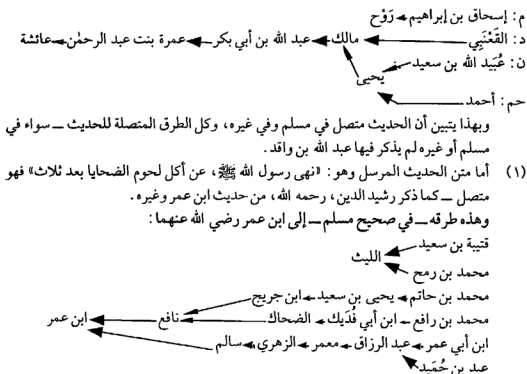 م : إسحاق بن إبراهيم رَوْح
د : القَعْنَبِي مالك عبد الله بن أبي بكر عمرة بنت عبد الرحمٰن عائشة
ن : عُبَيد الله بن سعيد
يحيى
حم : أحمد
وبهذا يتبين أن الحديث متصل في مسلم وفي غيره، وكل الطرق المتصلة للحديث ــ سواء في
مسلم أو غيره لم يذكر فيها عبد الله بن واقد.
(١) أما متن الحديث المرسل وهو: «نهى رسول الله ﷺ، عن أكل لحوم الضحايا بعد ثلاث» فهو
متصل ــ كما ذكر رشيد الدين، رحمه الله، من حديث ابن عمر وغيره.
وهذه طرقه ــ في صحيح مسلم ــ إلى ابن عمر رضي الله عنهما:
قتيبة بن سعيد
الليث
محمد بن رمح
محمد بن حاتم يحيى بن سعيد ابن جريج
محمد بن رافع ابن أبي فُدَيك الضحاك نافع ابن عمر
ابن أبي عمر عبد الرزاق معمر الزهري سالم
عبد بن حُمَيد